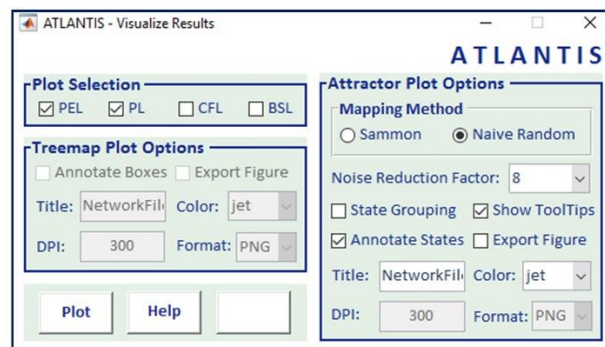 ATLANTIS - Visualize Results
ATLANTIS
Plot Selection
PEL PL CFL BSL
Treemap Plot Options
Annotate Boxes Export Figure
Title: NetworkFil Color: jet
DPI: 300 Format: PNG
Plot Help
Attractor Plot Options
Mapping Method
Sammon Naive Random
Noise Reduction Factor: 8
State Grouping Show ToolTips
Annotate States Export Figure
Title: NetworkFil Color: jet
DPI: 300 Format: PNG